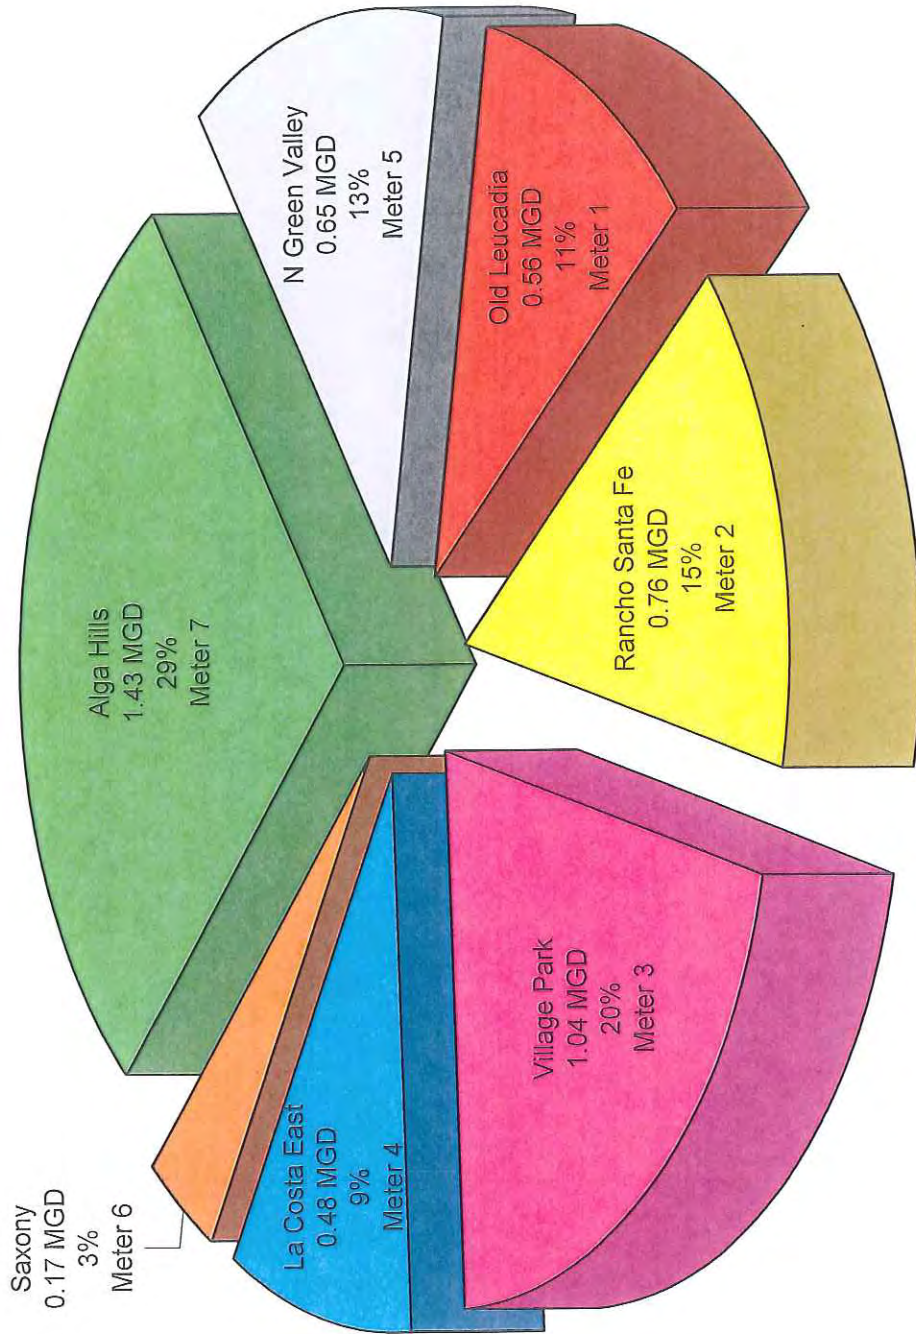 Saxony
0.17 MGD
3%
Meter 6
Alga Hills
1.43 MGD
29%
Meter 7
N Green Valley
0.65 MGD
13%
Meter 5
La Costa East
0.48 MGD
9%
Meter 4
Old Leucadia
0.56 MGD
11%
Meter 1
Village Park
1.04 MGD
20%
Meter 3
Rancho Santa Fe
0.76 MGD
15%
Meter 2